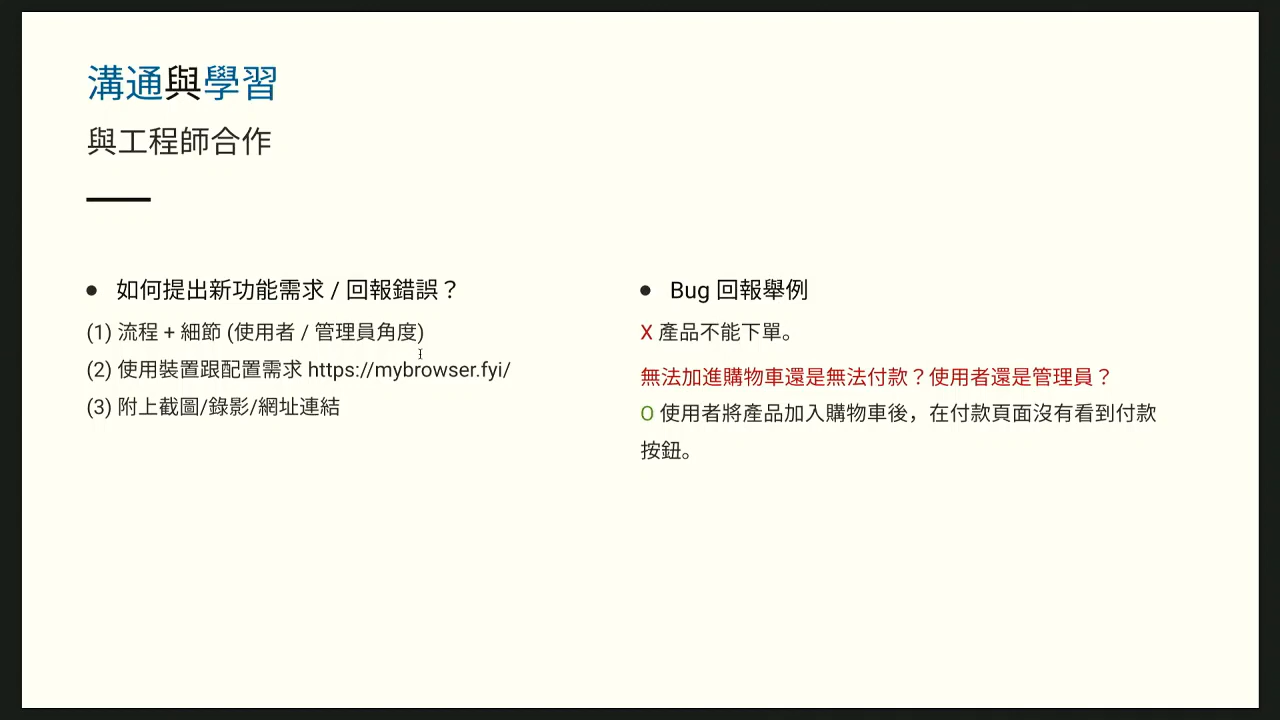 溝通與學習
與工程師合作
● 如何提出新功能需求 / 回報錯誤？
(1) 流程 + 細節 (使用者 / 管理員角度)
(2) 使用裝置跟配置需求 https://mybrowser.fyi/
(3) 附上截圖/錄影/網址連結
● Bug 回報舉例
X 產品不能下單。
無法加進購物車還是無法付款？使用者還是管理員？
O 使用者將產品加入購物車後，在付款頁面沒有看到付款
按鈕。